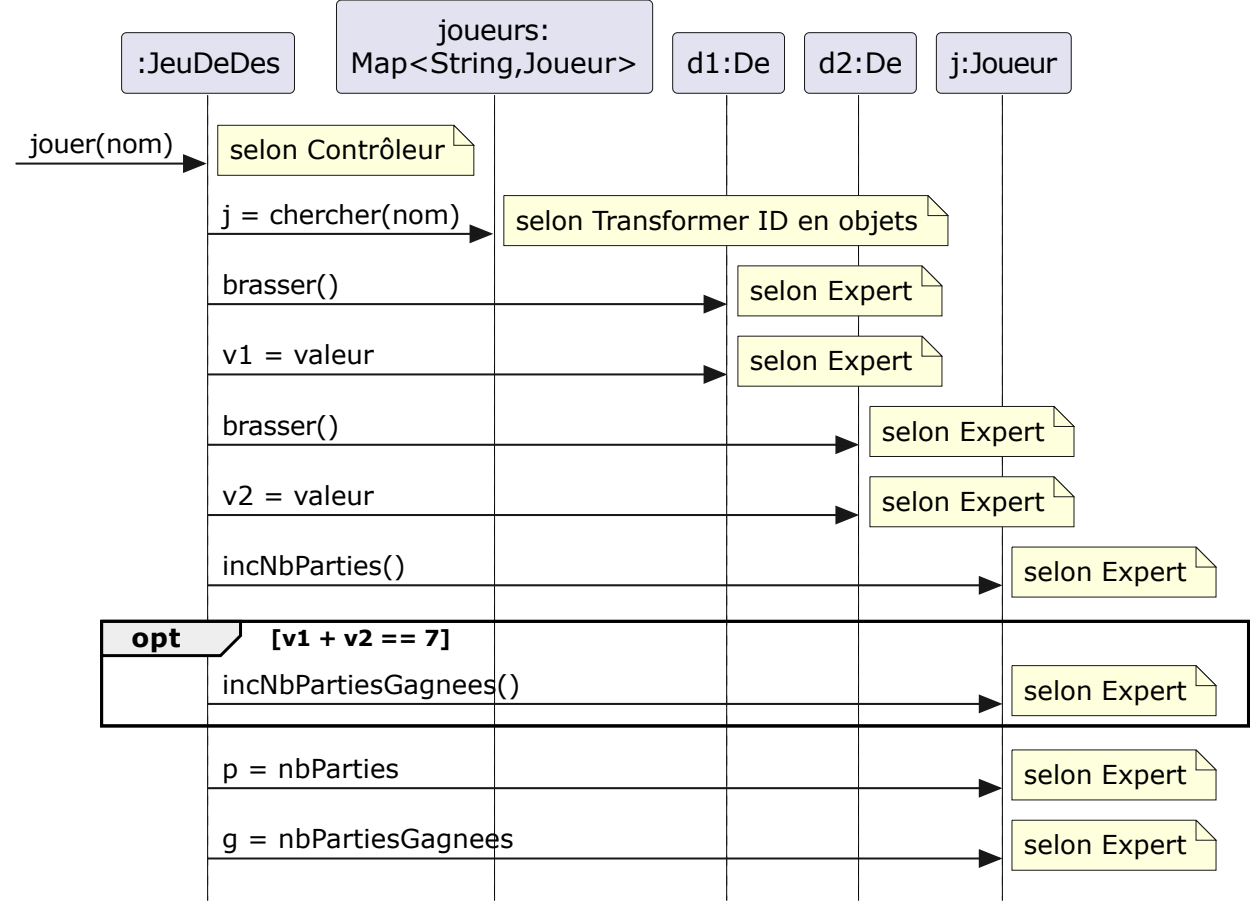 joueurs:
:JeuDeDes
Map<String,Joueur>
d1:De
d2:De
j:Joueur
jouer(nom)
selon Contrôleur
j = chercher(nom)
selon Transformer ID en objets
brasser()
selon Expert
v1 = valeur
selon Expert
brasser()
selon Expert
v2 = valeur
selon Expert
incNbParties()
selon Expert
opt
[v1 + v2 == 7]
incNbPartiesGagnees()
selon Expert
p = nbParties
selon Expert
g = nbPartiesGagnees
selon Expert